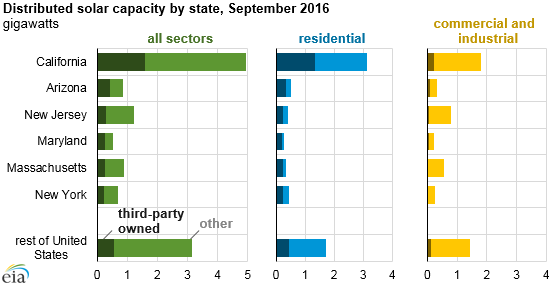 Distributed solar capacity by state, September 2016
gigawatts
all sectors
residential
commercial and
industrial
California
Arizona
New Jersey
Maryland
Massachusetts
New York
third-party
owned
other
rest of United
States
0 1 2 3 4 5
0 1 2 3 4
0 1 2 3 4
eia